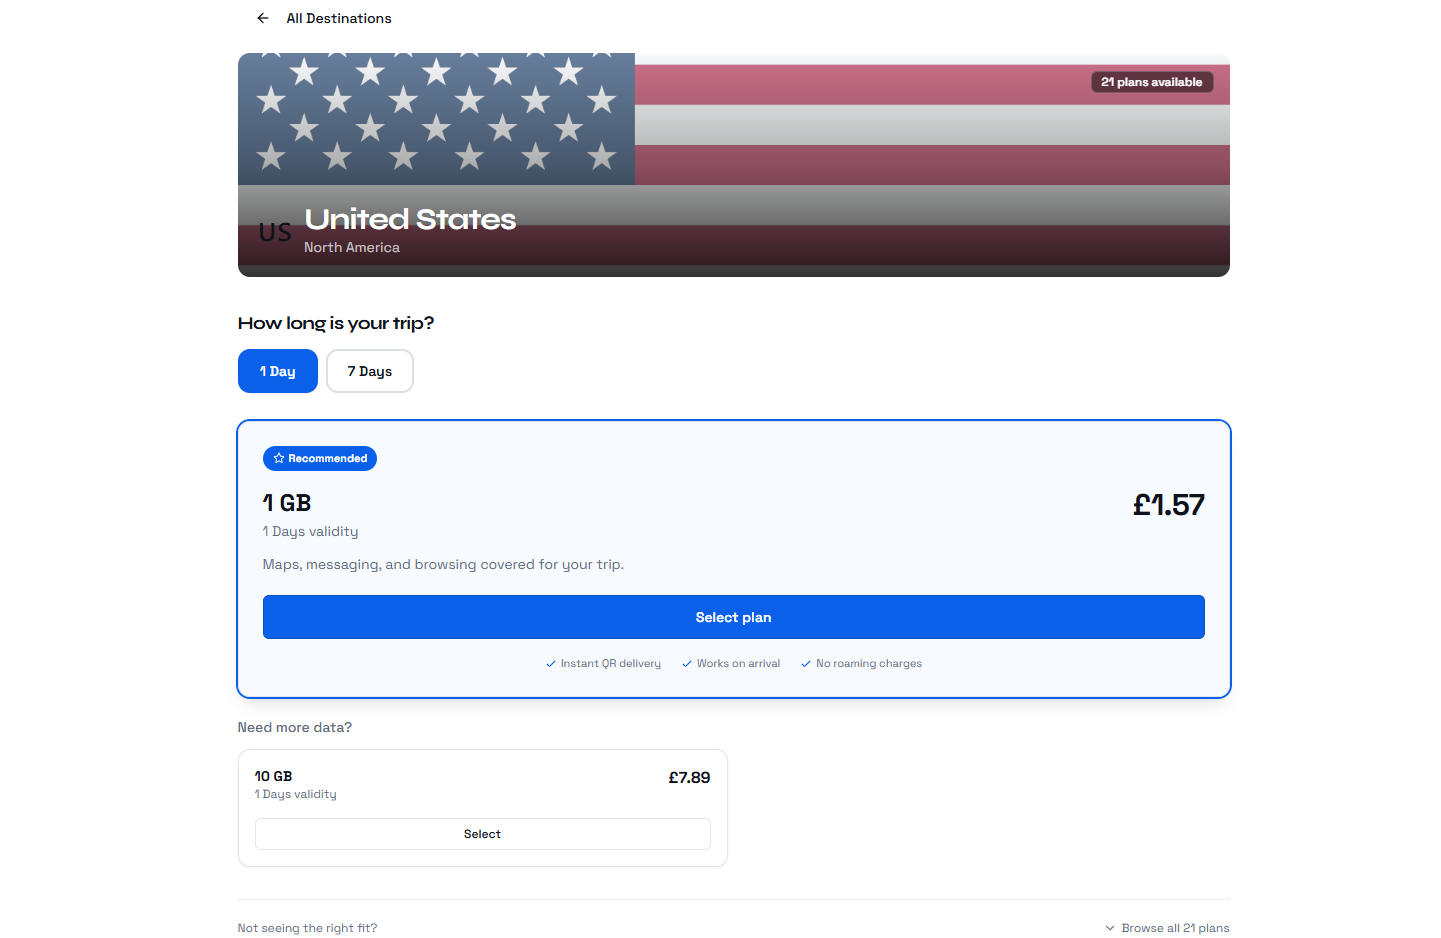 All Destinations
21 plans available
US
United States
North America
How long is your trip?
1 Day
7 Days
Recommended
1 GB
£1.57
1 Days validity
Maps, messaging, and browsing covered for your trip.
Select plan
Instant QR delivery
Works on arrival
No roaming charges
Need more data?
10 GB
£7.89
1 Days validity
Select
Not seeing the right fit?
Browse all 21 plans